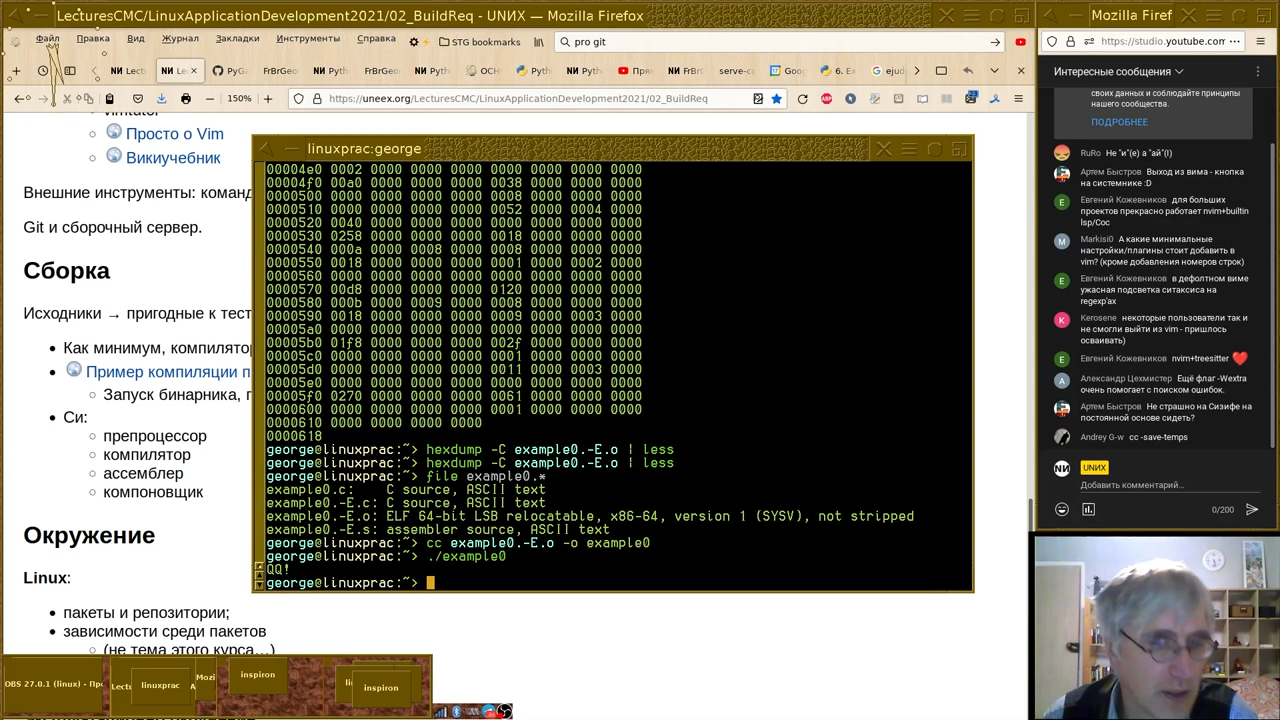 LecturesCMC/LinuxApplicationDevelopment2021/02_BuildReq - UNИX — Mozilla Firefox
Файл Правка Вид Журнал Закладки Инструменты Справка
STG bookmarks
pro git
150%
https://uneex.org/LecturesCMC/LinuxApplicationDevelopment2021/02_BuildReq
Просто о Vim
Викиучебник
Внешние инструменты: коман
Git и сборочный сервер.
Сборка
Исходники → пригодные к тест
Как минимум, компилятор
Пример компиляции п
Запуск бинарника, г
Си:
препроцессор
компилятор
ассемблер
компоновщик
Окружение
Linux:
пакеты и репозитории;
зависимости среди пакетов
(не тема этого курса…)
linuxprac:george
00004e0 0002 0000 0000 0000 0000 0000 0000 0000
00004f0 00a0 0000 0000 0000 0038 0000 0000 0000
0000500 0000 0000 0000 0000 0008 0000 0000 0000
0000510 0000 0000 0000 0000 0052 0000 0004 0000
0000520 0040 0000 0000 0000 0000 0000 0000 0000
0000530 0258 0000 0000 0000 0018 0000 0000 0000
0000540 000a 0000 0008 0000 0008 0000 0000 0000
0000550 0018 0000 0000 0000 0001 0000 0002 0000
0000560 0000 0000 0000 0000 0000 0000 0000 0000
0000570 00d8 0000 0000 0000 0120 0000 0000 0000
0000580 000b 0000 0009 0000 0008 0000 0000 0000
0000590 0018 0000 0000 0000 0009 0000 0003 0000
00005a0 0000 0000 0000 0000 0000 0000 0000 0000
00005b0 01f8 0000 0000 0000 002f 0000 0000 0000
00005c0 0000 0000 0000 0000 0001 0000 0000 0000
00005d0 0000 0000 0000 0000 0011 0000 0003 0000
00005e0 0000 0000 0000 0000 0000 0000 0000 0000
00005f0 0270 0000 0000 0000 0061 0000 0000 0000
0000600 0000 0000 0000 0000 0001 0000 0000 0000
0000610 0000 0000 0000 0000
0000618
george@linuxprac:~> hexdump -C example0.-E.o | less
george@linuxprac:~> hexdump -C example0.-E.o | less
george@linuxprac:~> file example0.*
example0.c: C source, ASCII text
example0.-E.c: C source, ASCII text
example0.-E.o: ELF 64-bit LSB relocatable, x86-64, version 1 (SYSV), not stripped
example0.-E.s: assembler source, ASCII text
george@linuxprac:~> cc example0.-E.o -o example0
george@linuxprac:~> ./example0
QQ!
george@linuxprac:~>
Mozilla Firef
https://studio.youtube.com
Интересные сообщения
своих данных и соблюдайте принципы
нашего сообщества.
ПОДРОБНЕЕ
RuRo Не "и"(е) а "ай"(I)
Артем Быстров Выход из вима - кнопка
на системнике :D
Евгений Кожевников для больших
проектов прекрасно работает nvim+builtin
lsp/Coc
Markisi0 А какие минимальные
настройки/плагины стоит добавить в
vim? (кроме добавления номеров строк)
Евгений Кожевников в дефолтном виме
ужасная подсветка ситаксиса на
regexp'ах
Kerosene некоторые пользователи так и
не смогли выйти из vim - пришлось
осваивать)
Евгений Кожевников nvim+treesitter
Александр Цехмистер Ещё флаг -Wextra
очень помогает с поиском ошибок.
Артем Быстров Не страшно на Сизифе на
постоянной основе сидеть?
Andrey G-w cc -save-temps
UNИX
Добавить комментарий...
0/200
OBS 27.0.1 (linux) - Пр
linuxprac
Mozi
inspiron
inspiron